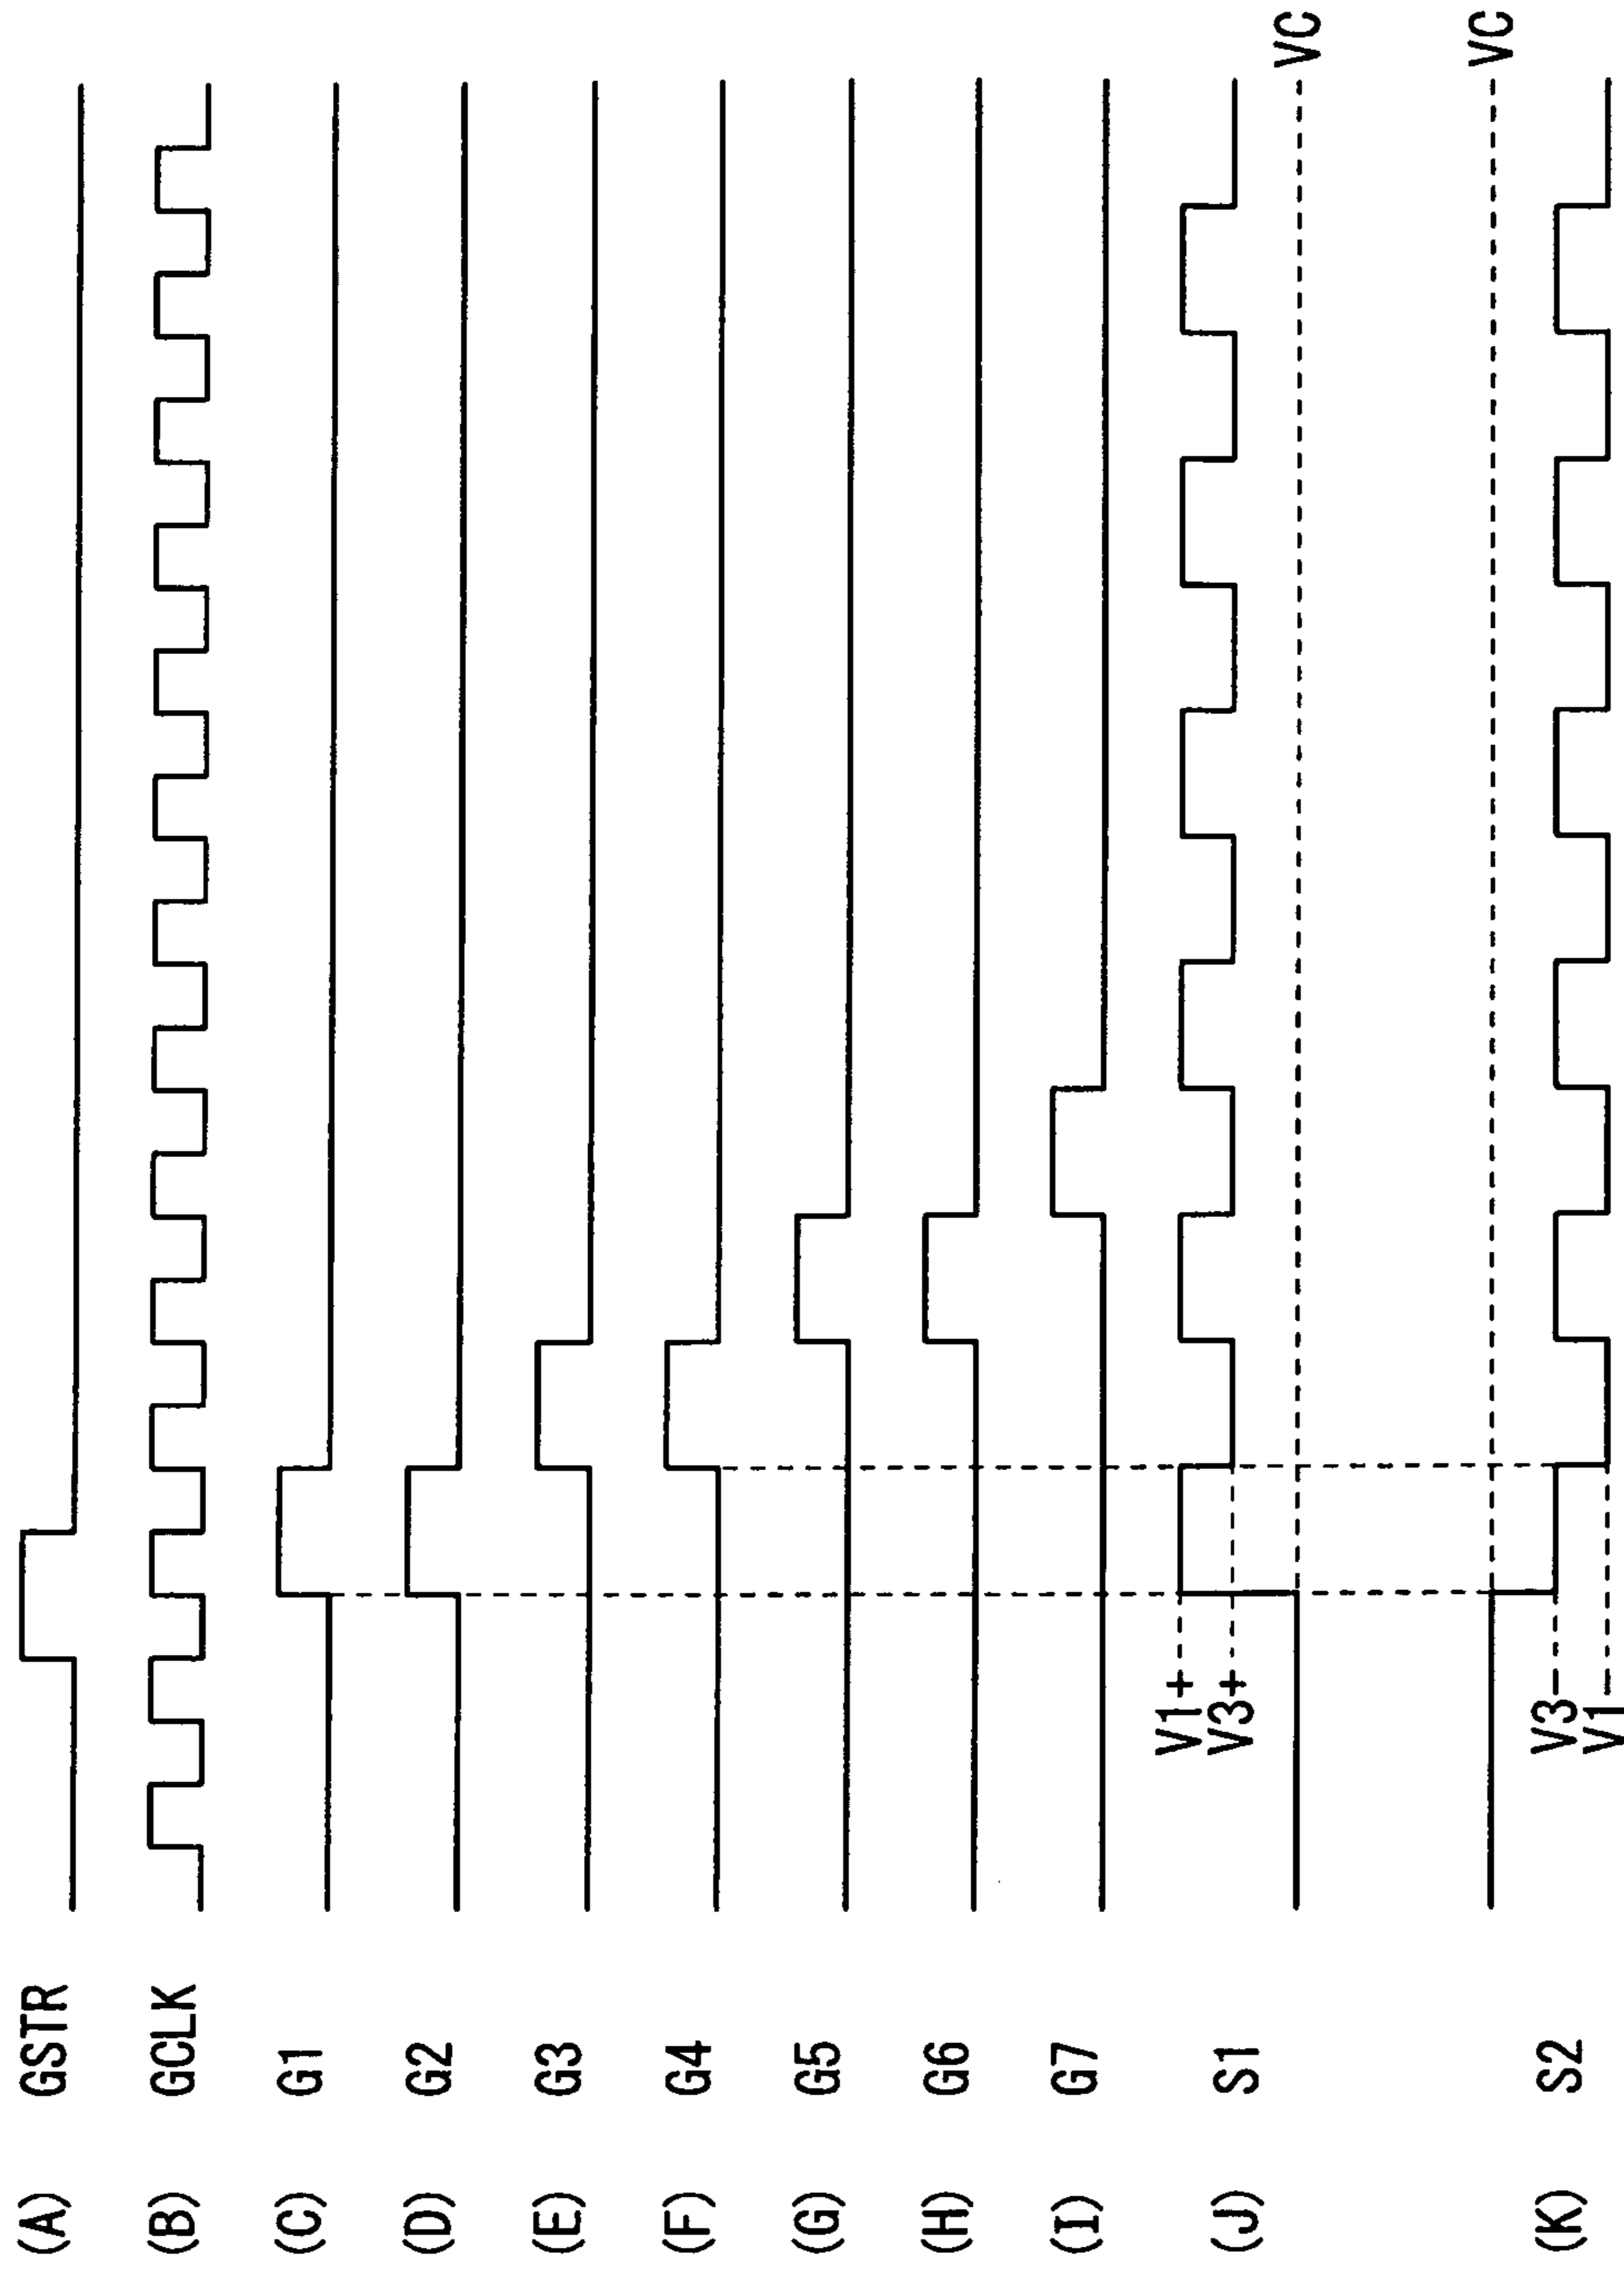 (A) GSTR
(B) GCLK
(C) G1
(D) G2
(E) G3
(F) G4
(G) G5
(H) G6
(I) G7
V1+
V3+
(J) S1
VC
VC
V3-
V1-
(K) S2